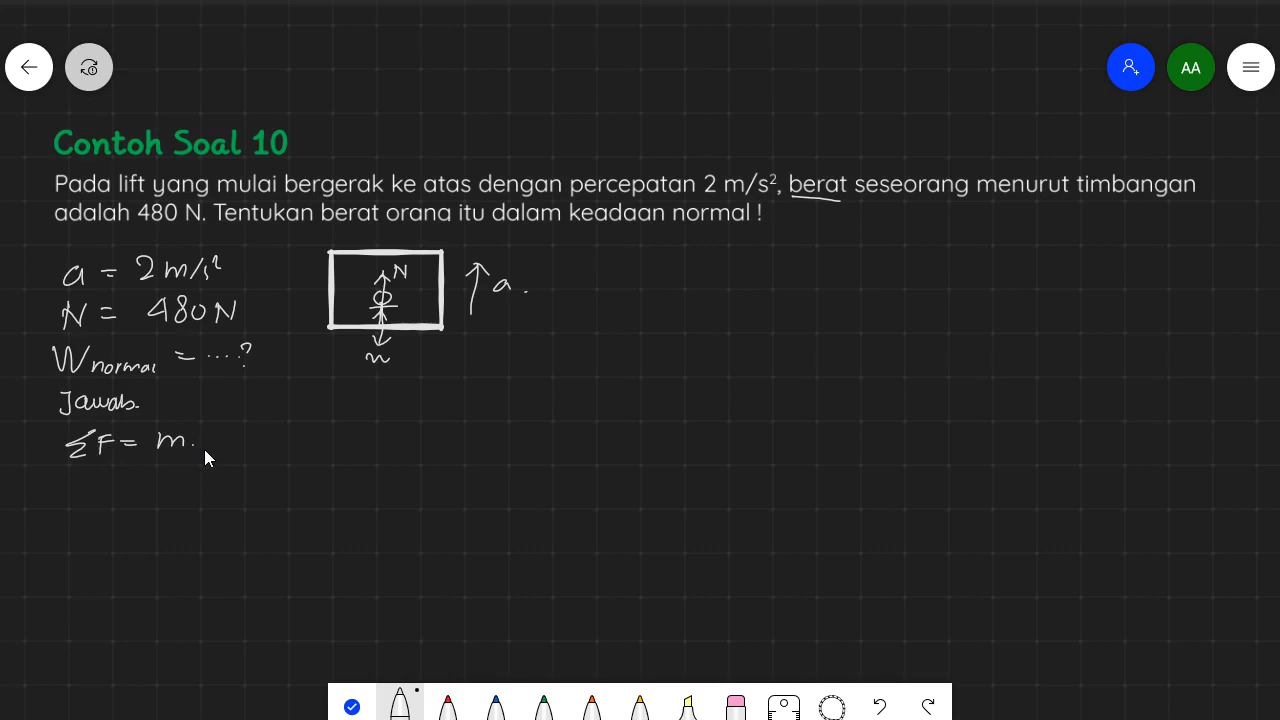 AA
Contoh Soal 10
Pada lift yang mulai bergerak ke atas dengan percepatan 2 m/s², berat seseorang menurut timbangan
adalah 480 N. Tentukan berat orang itu dalam keadaan normal !
a = 2 m/s²
N = 480 N
W normal = ....?
Jawab.
ΣF = m.
N
a.
w